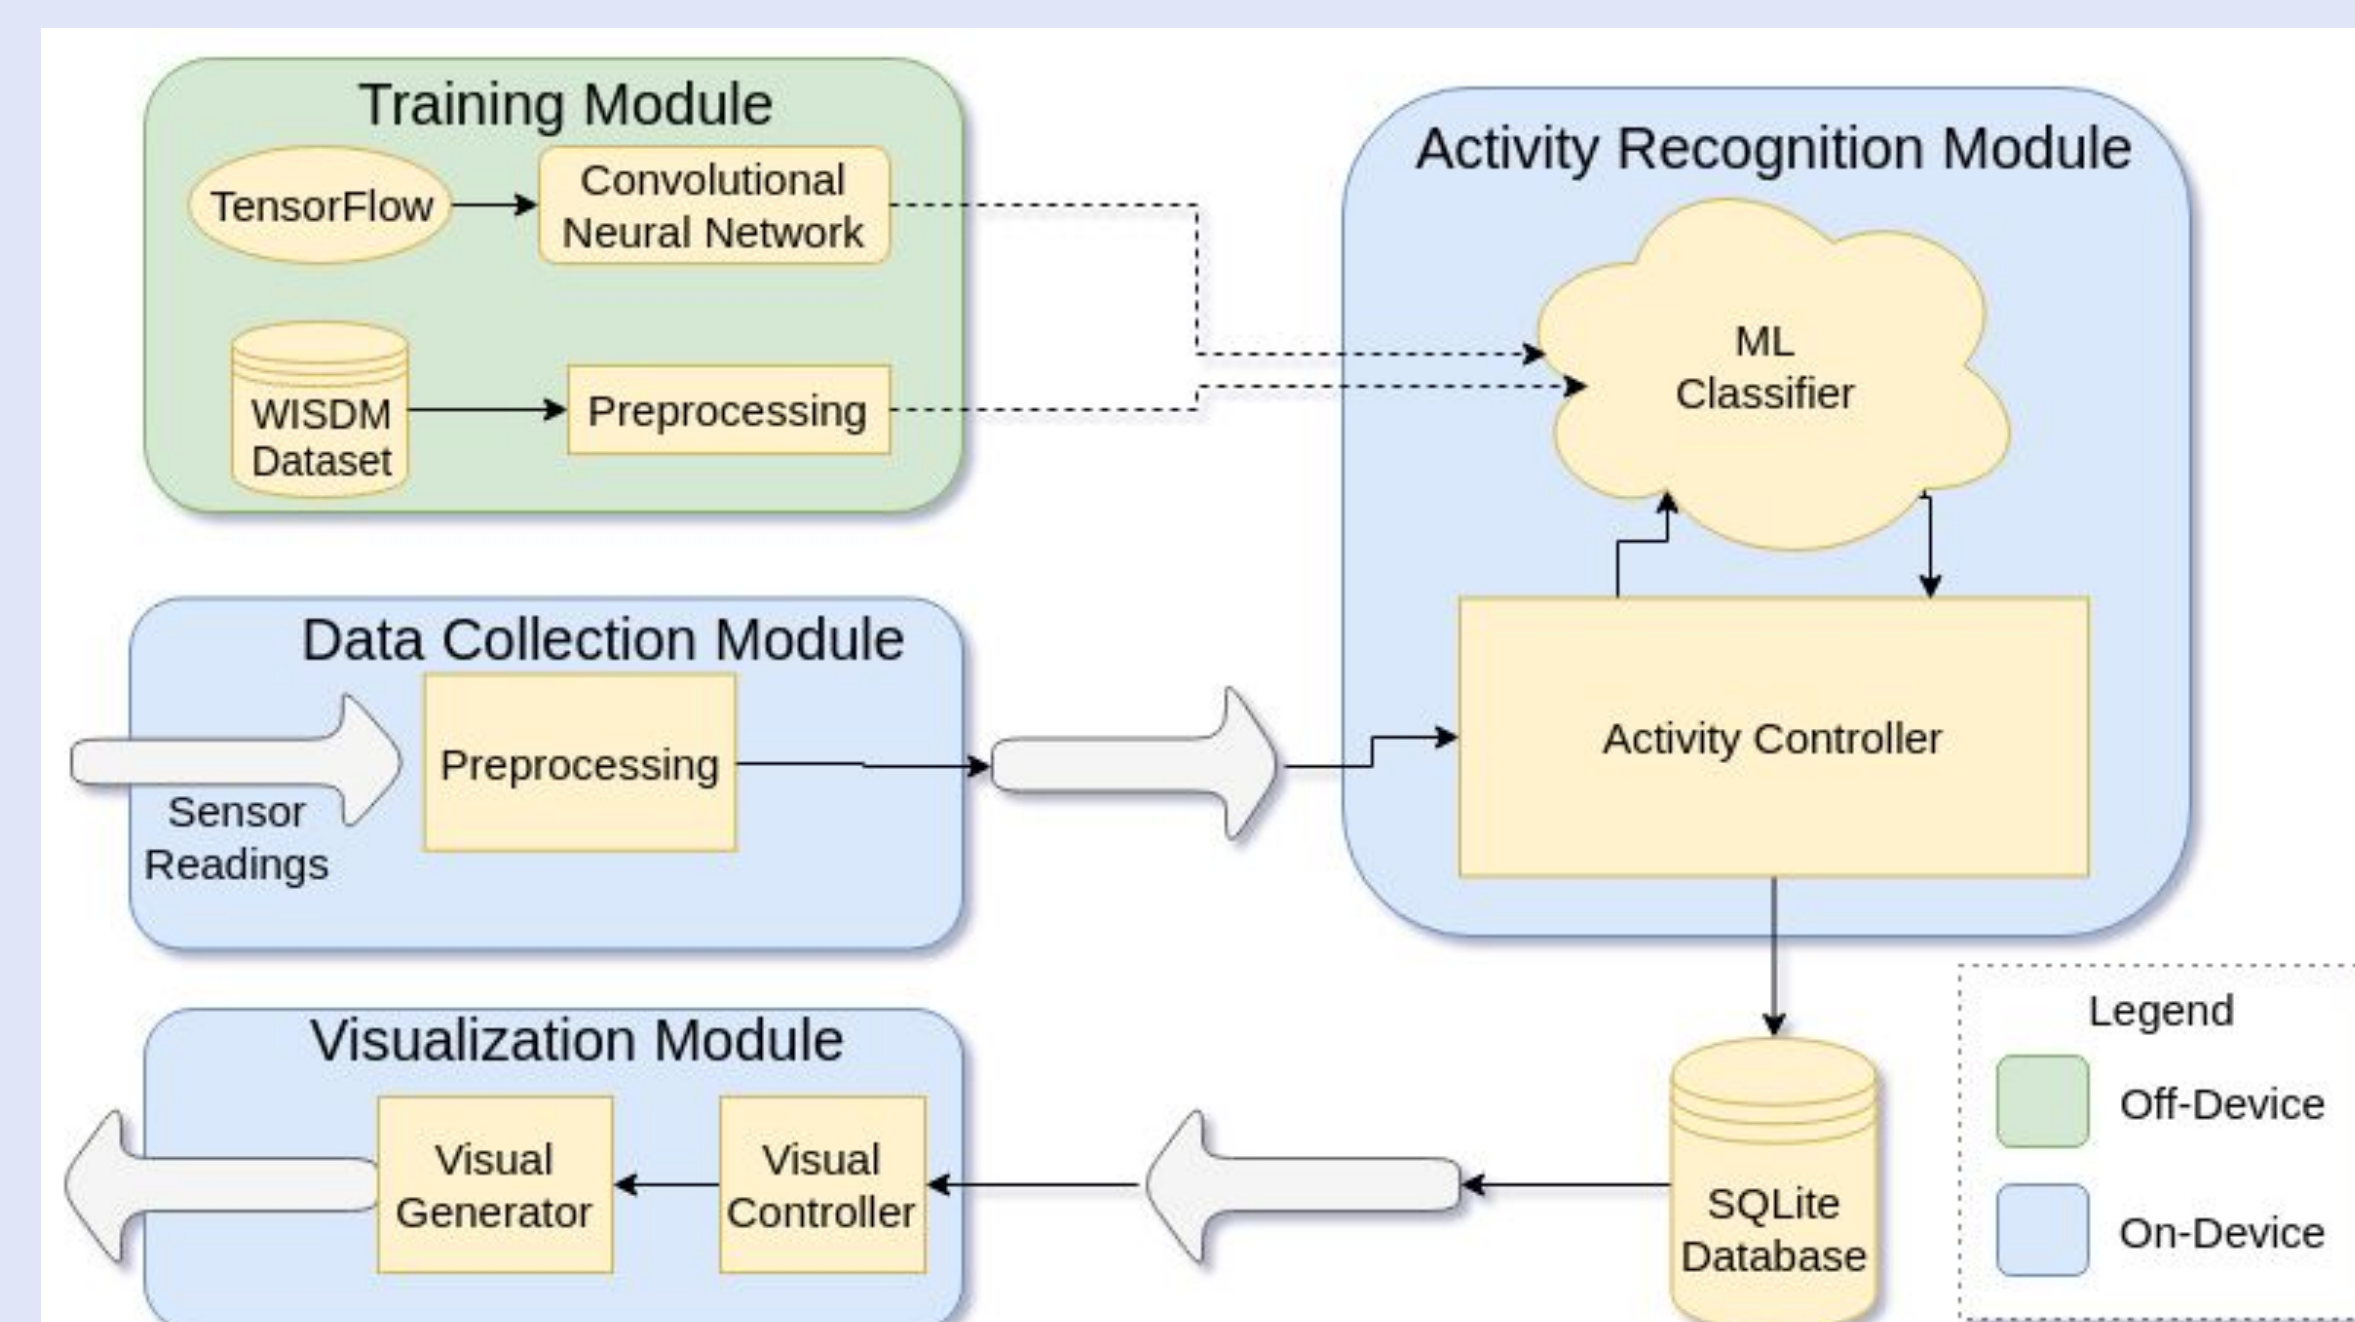 Training Module
TensorFlow
Convolutional
Neural Network
WISDM
Dataset
Preprocessing
Activity Recognition Module
ML
Classifier
Activity Controller
Data Collection Module
Sensor
Readings
Preprocessing
Visualization Module
Visual
Generator
Visual
Controller
SQLite
Database
Legend
Off-Device
On-Device